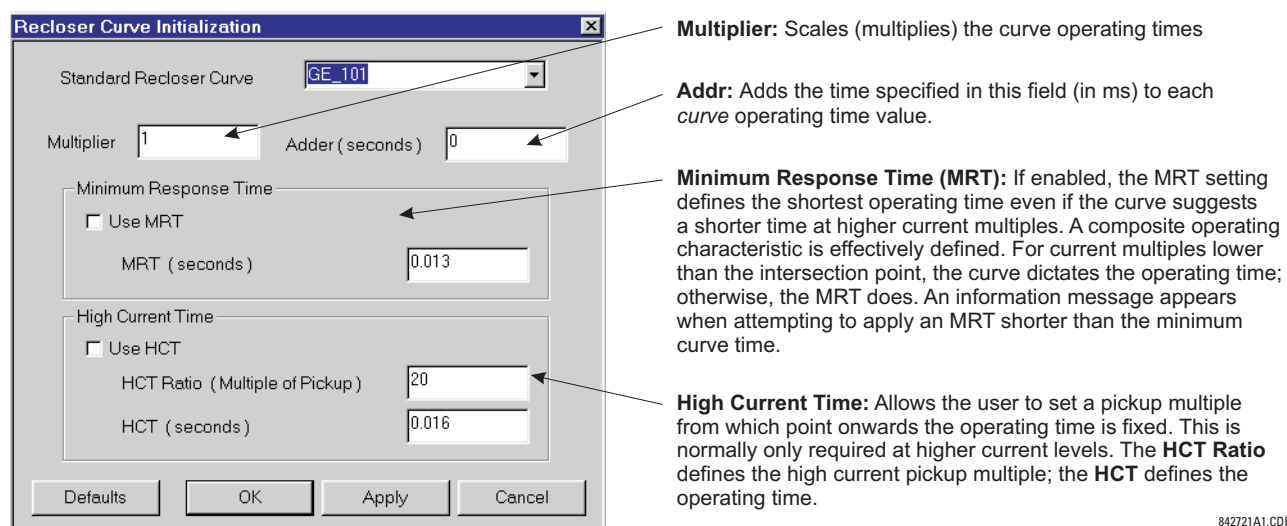 Recloser Curve Initialization
Standard Recloser Curve GE_101
Multiplier 1 Adder ( seconds ) 0
Minimum Response Time
Use MRT
MRT ( seconds ) 0.013
High Current Time
Use HCT
HCT Ratio ( Multiple of Pickup ) 20
HCT ( seconds ) 0.016
Defaults OK Apply Cancel
Multiplier: Scales (multiplies) the curve operating times
Addr: Adds the time specified in this field (in ms) to each
curve operating time value.
Minimum Response Time (MRT): If enabled, the MRT setting
defines the shortest operating time even if the curve suggests
a shorter time at higher current multiples. A composite operating
characteristic is effectively defined. For current multiples lower
than the intersection point, the curve dictates the operating time;
otherwise, the MRT does. An information message appears
when attempting to apply an MRT shorter than the minimum
curve time.
High Current Time: Allows the user to set a pickup multiple
from which point onwards the operating time is fixed. This is
normally only required at higher current levels. The HCT Ratio
defines the high current pickup multiple; the HCT defines the
operating time.
842721A1.CDR